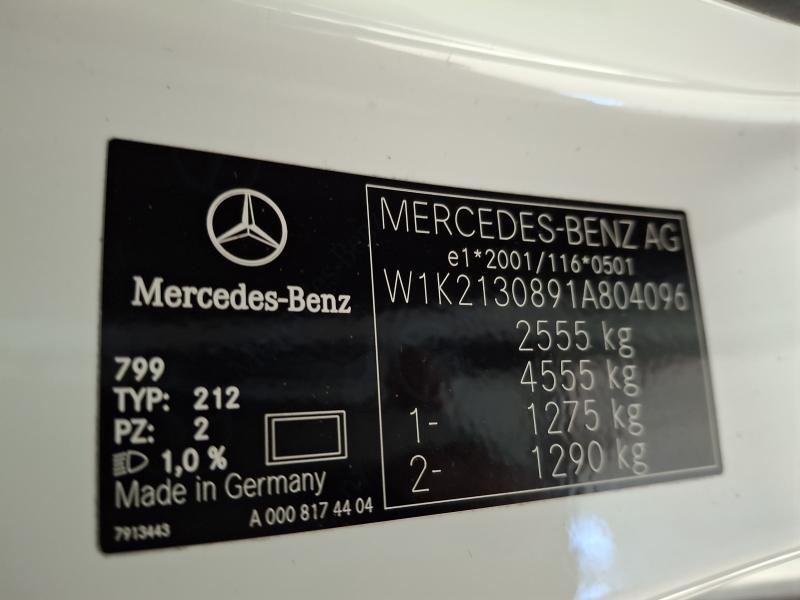 Mercedes-Benz
799
TYP: 212
PZ: 2
1,0 %
Made in Germany
7913443
A 000 817 44 04
MERCEDES-BENZ AG
e1*2001/116*0501
W1K2130891A804096
2555 kg
4555 kg
1- 1275 kg
2- 1290 kg